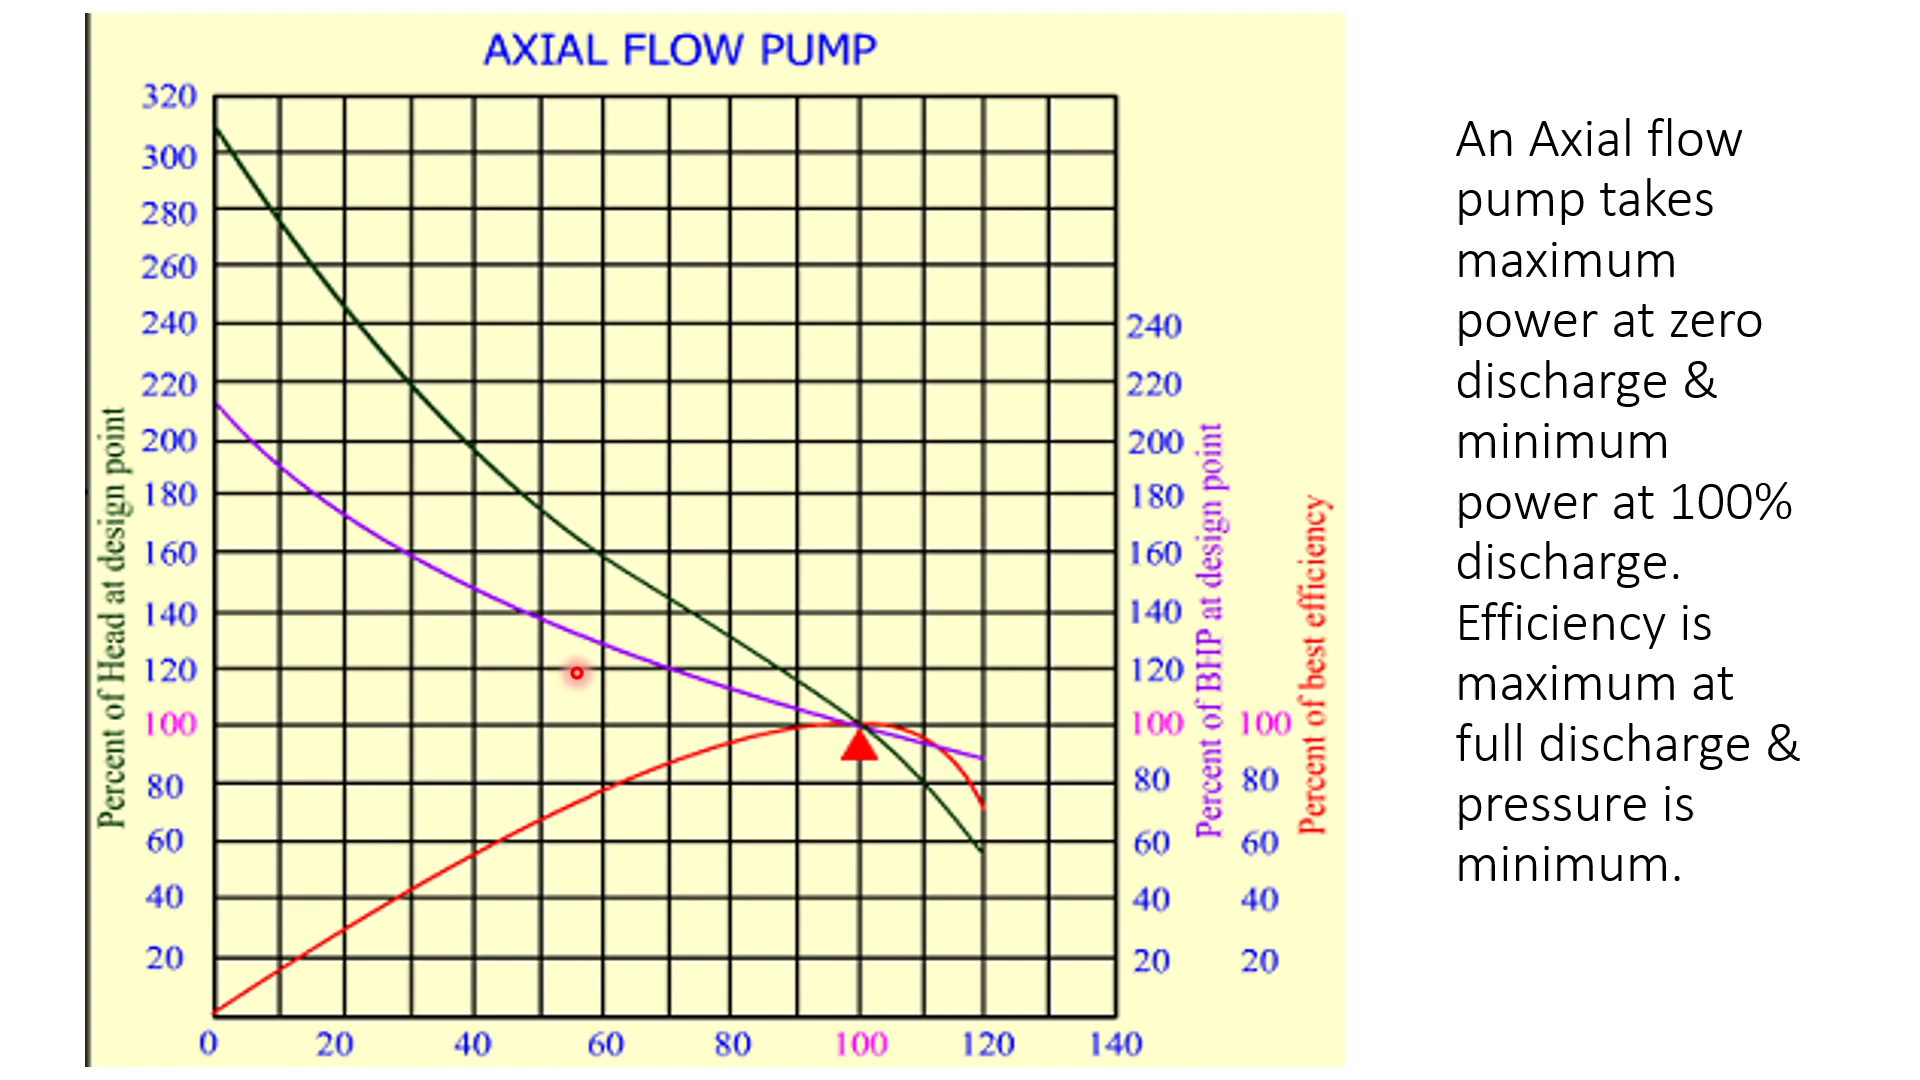 AXIAL FLOW PUMP
320
300
280
260
240
220
200
180
160
140
120
100
80
60
40
20
Percent of Head at design point
0 20 40 60 80 100 120 140
240
220
200
180
160
140
120
100
80
60
40
20
Percent of BHP at design point
100
80
60
40
20
Percent of best efficiency
An Axial flow
pump takes
maximum
power at zero
discharge &
minimum
power at 100%
discharge.
Efficiency is
maximum at
full discharge &
pressure is
minimum.